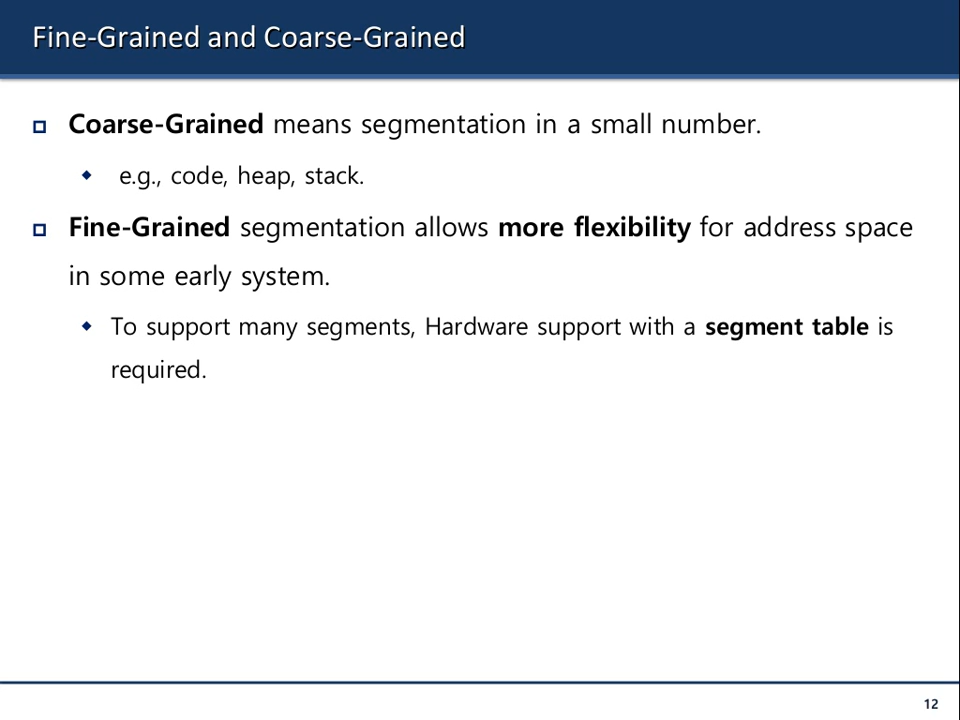 Fine-Grained and Coarse-Grained
Coarse-Grained means segmentation in a small number.
e.g., code, heap, stack.
Fine-Grained segmentation allows more flexibility for address space
in some early system.
To support many segments, Hardware support with a segment table is
required.
12